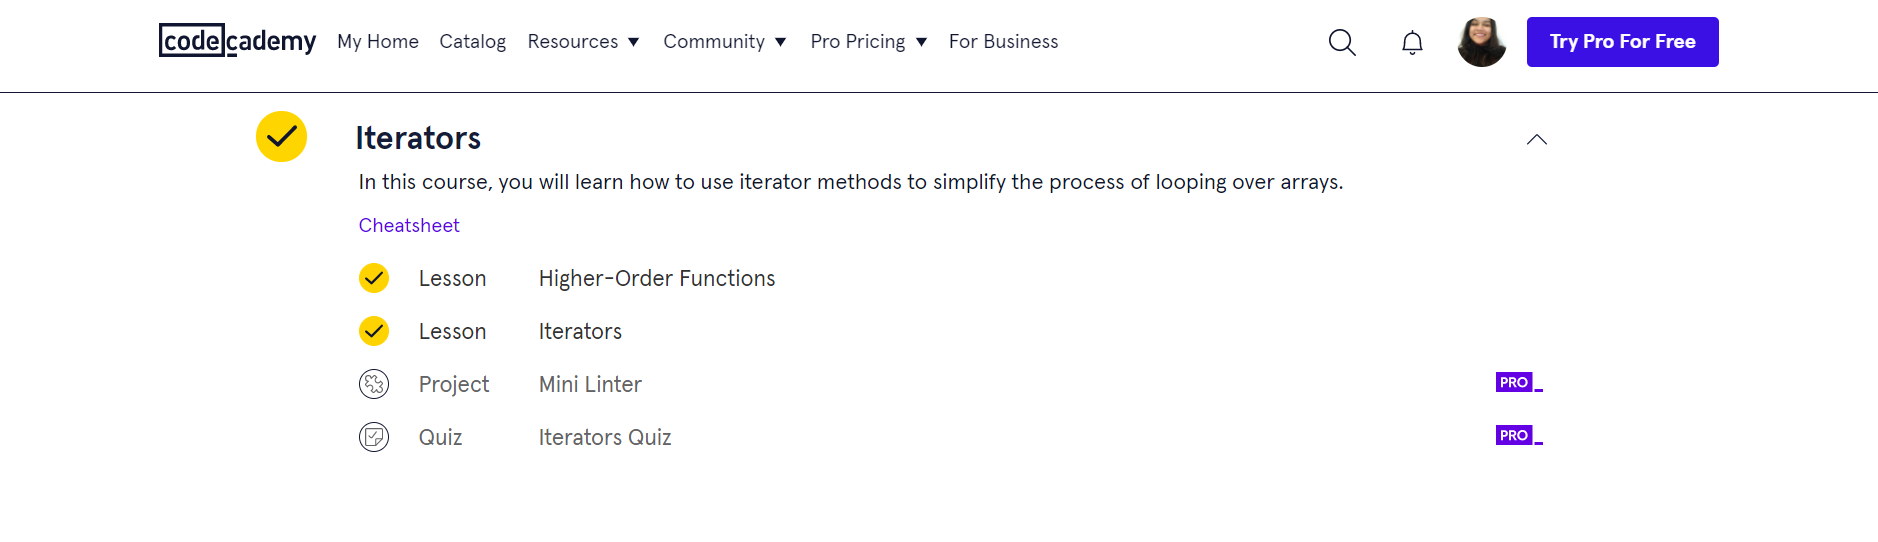 codecademy My Home Catalog Resources Community Pro Pricing For Business Try Pro For Free
Iterators
In this course, you will learn how to use iterator methods to simplify the process of looping over arrays.
Cheatsheet
Lesson Higher-Order Functions
Lesson Iterators
Project Mini Linter PRO_
Quiz Iterators Quiz PRO_